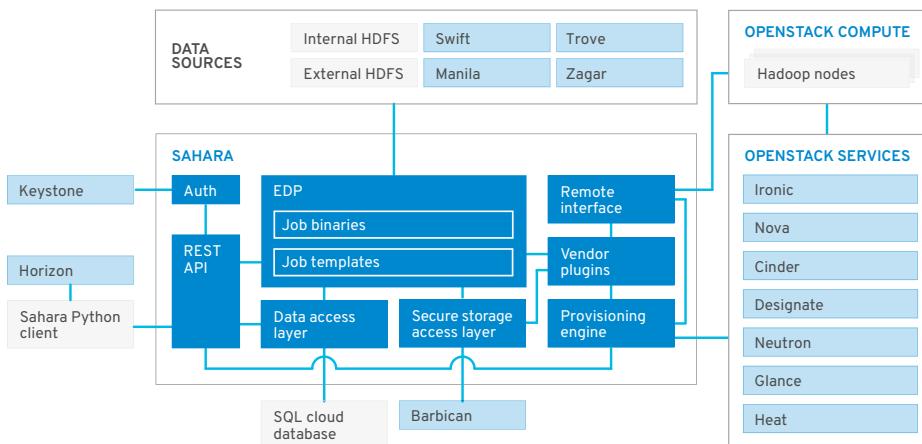 DATA
SOURCES
Internal HDFS
Swift
Trove
External HDFS
Manila
Zagar
OPENSTACK COMPUTE
Hadoop nodes
SAHARA
Keystone
Auth
EDP
Job binaries
Job templates
Remote
interface
REST
API
Vendor
plugins
Horizon
Sahara Python
client
Data access
layer
Secure storage
access layer
Provisioning
engine
SQL cloud
database
Barbican
OPENSTACK SERVICES
Ironic
Nova
Cinder
Designate
Neutron
Glance
Heat